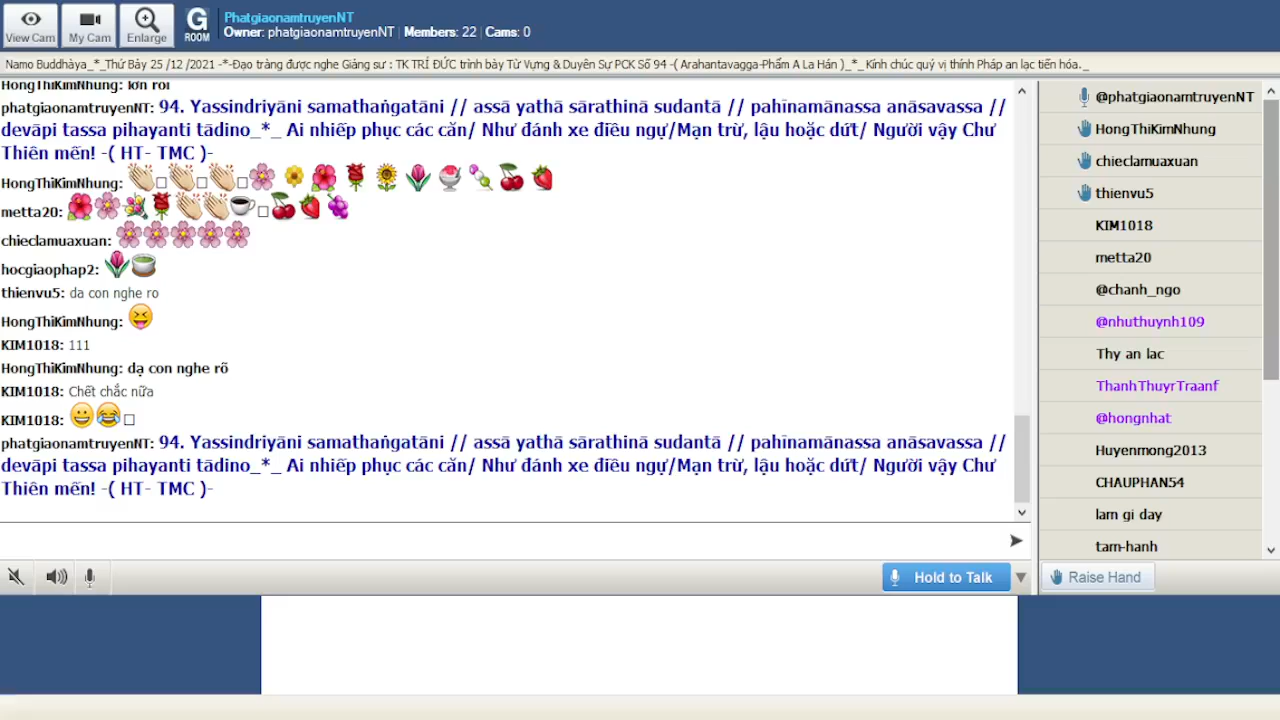 View Cam
My Cam
Enlarge
G
ROOM
PhatgiaonamtruyenNT
Owner: phatgiaonamtruyenNT | Members: 22 | Cams: 0
Namo Buddhàya_*_Thứ Bảy 25 /12 /2021 -*-Đạo tràng được nghe Giảng sư : TK TRÍ ĐỨC trình bày Từ Vựng & Duyên Sự PCK Số 94 -( Arahantavagga-Phẩm A La Hán )_*_Kính chúc quý vị thính Pháp an lạc tiến hóa._
HongThiKimNhung: lớn rồi
phatgiaonamtruyenNT: 94. Yassindriyāni samathaṅgatāni // assā yathā sārathinā sudantā // pahīnamānassa anāsavassa //
devāpi tassa pihayanti tādino_*_ Ai nhiếp phục các căn/ Như đánh xe điều ngự/Mạn trừ, lậu hoặc dứt/ Người vậy Chư
Thiên mến! -( HT- TMC )-
HongThiKimNhung: 👏🏻□👏🏻□👏🏻□🌸🌼🌺🌹🌻🌷🍨🍡🍒🍓
metta20: 🌺🌸💐🌹👏🏻👏🏻☕□🍒🍓🍇
chieclamuaxuan: 🌸🌸🌸🌸🌸
hocgiaophap2: 🌷🍵
thienvu5: da con nghe ro
HongThiKimNhung: 😝
KIM1018: 111
HongThiKimNhung: dạ con nghe rõ
KIM1018: Chết chắc nữa
KIM1018: 😀😂□
phatgiaonamtruyenNT: 94. Yassindriyāni samathaṅgatāni // assā yathā sārathinā sudantā // pahīnamānassa anāsavassa //
devāpi tassa pihayanti tādino_*_ Ai nhiếp phục các căn/ Như đánh xe điều ngự/Mạn trừ, lậu hoặc dứt/ Người vậy Chư
Thiên mến! -( HT- TMC )-
Hold to Talk
@phatgiaonamtruyenNT
HongThiKimNhung
chieclamuaxuan
thienvu5
KIM1018
metta20
@chanh_ngo
@nhuthuynh109
Thy an lac
ThanhThuyrTraanf
@hongnhat
Huyenmong2013
CHAUPHAN54
lam gi day
tam-hanh
Raise Hand